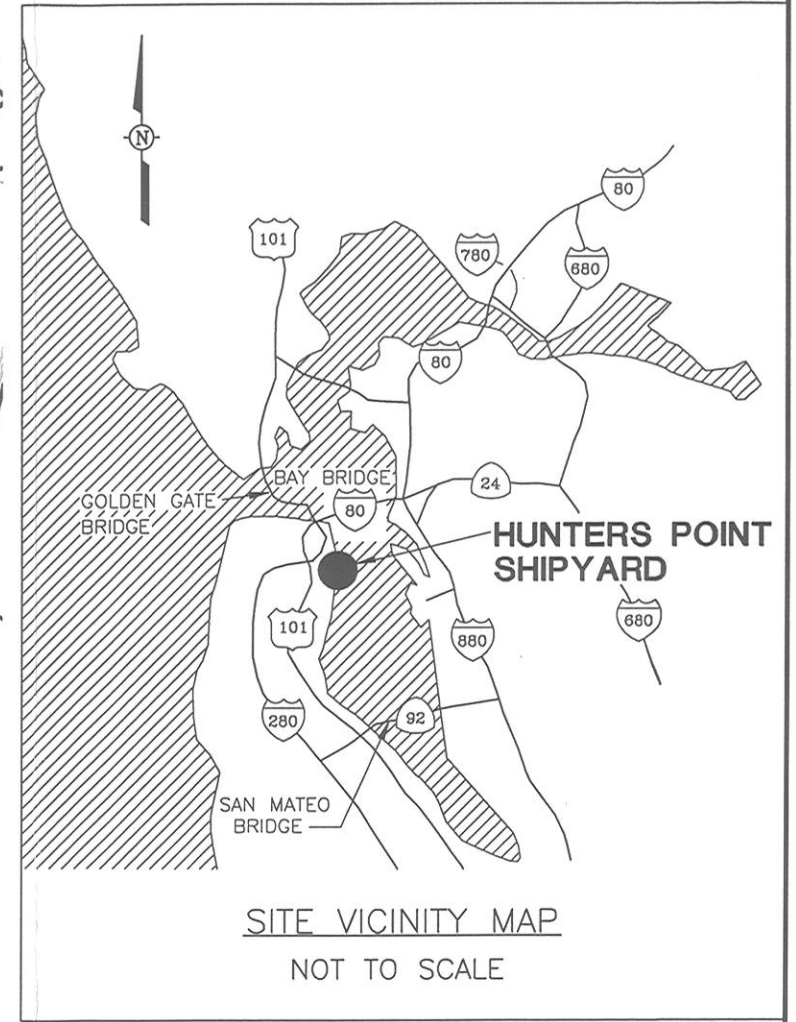 N
80
101
780
680
80
BAY BRIDGE
24
GOLDEN GATE
BRIDGE
80
HUNTERS POINT
SHIPYARD
101
680
880
280
92
SAN MATEO
BRIDGE
SITE VICINITY MAP
NOT TO SCALE